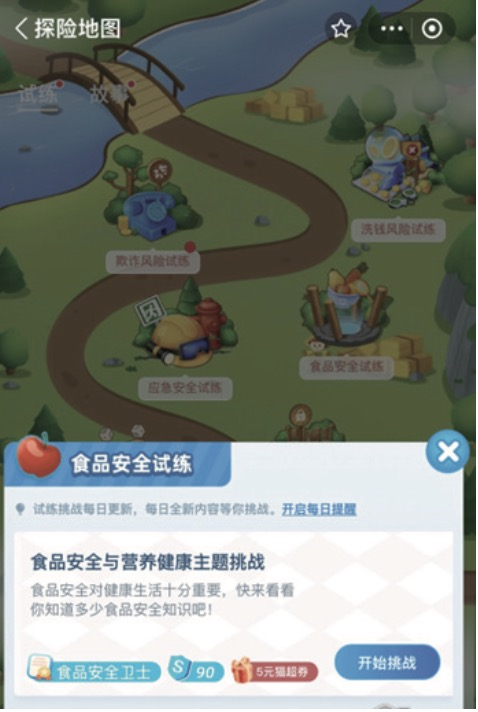 探险地图
试练 故事
洗钱风险试练
欺诈风险试练
食品安全试练
应急安全试练
食品安全试练
试练挑战每日更新，每日全新内容等你挑战。开启每日提醒
食品安全与营养健康主题挑战
食品安全对健康生活十分重要，快来看看
你知道多少食品安全知识吧！
食品安全卫士 S 90 5元猫超券 开始挑战